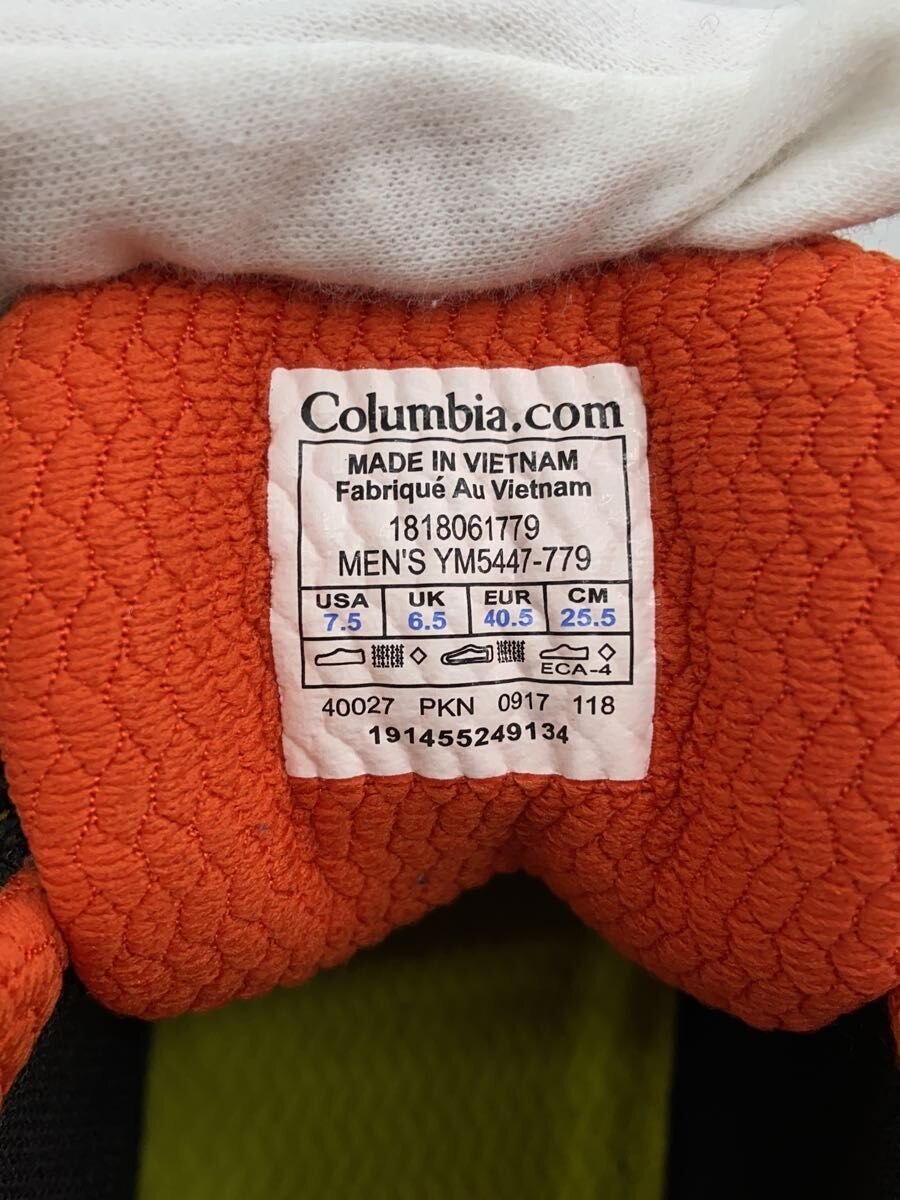 Columbia.com
MADE IN VIETNAM
Fabriqué Au Vietnam
1818061779
MEN'S YM5447-779
USA UK EUR CM
7.5 6.5 40.5 25.5
ECA-4
40027 PKN 0917 118
191455249134